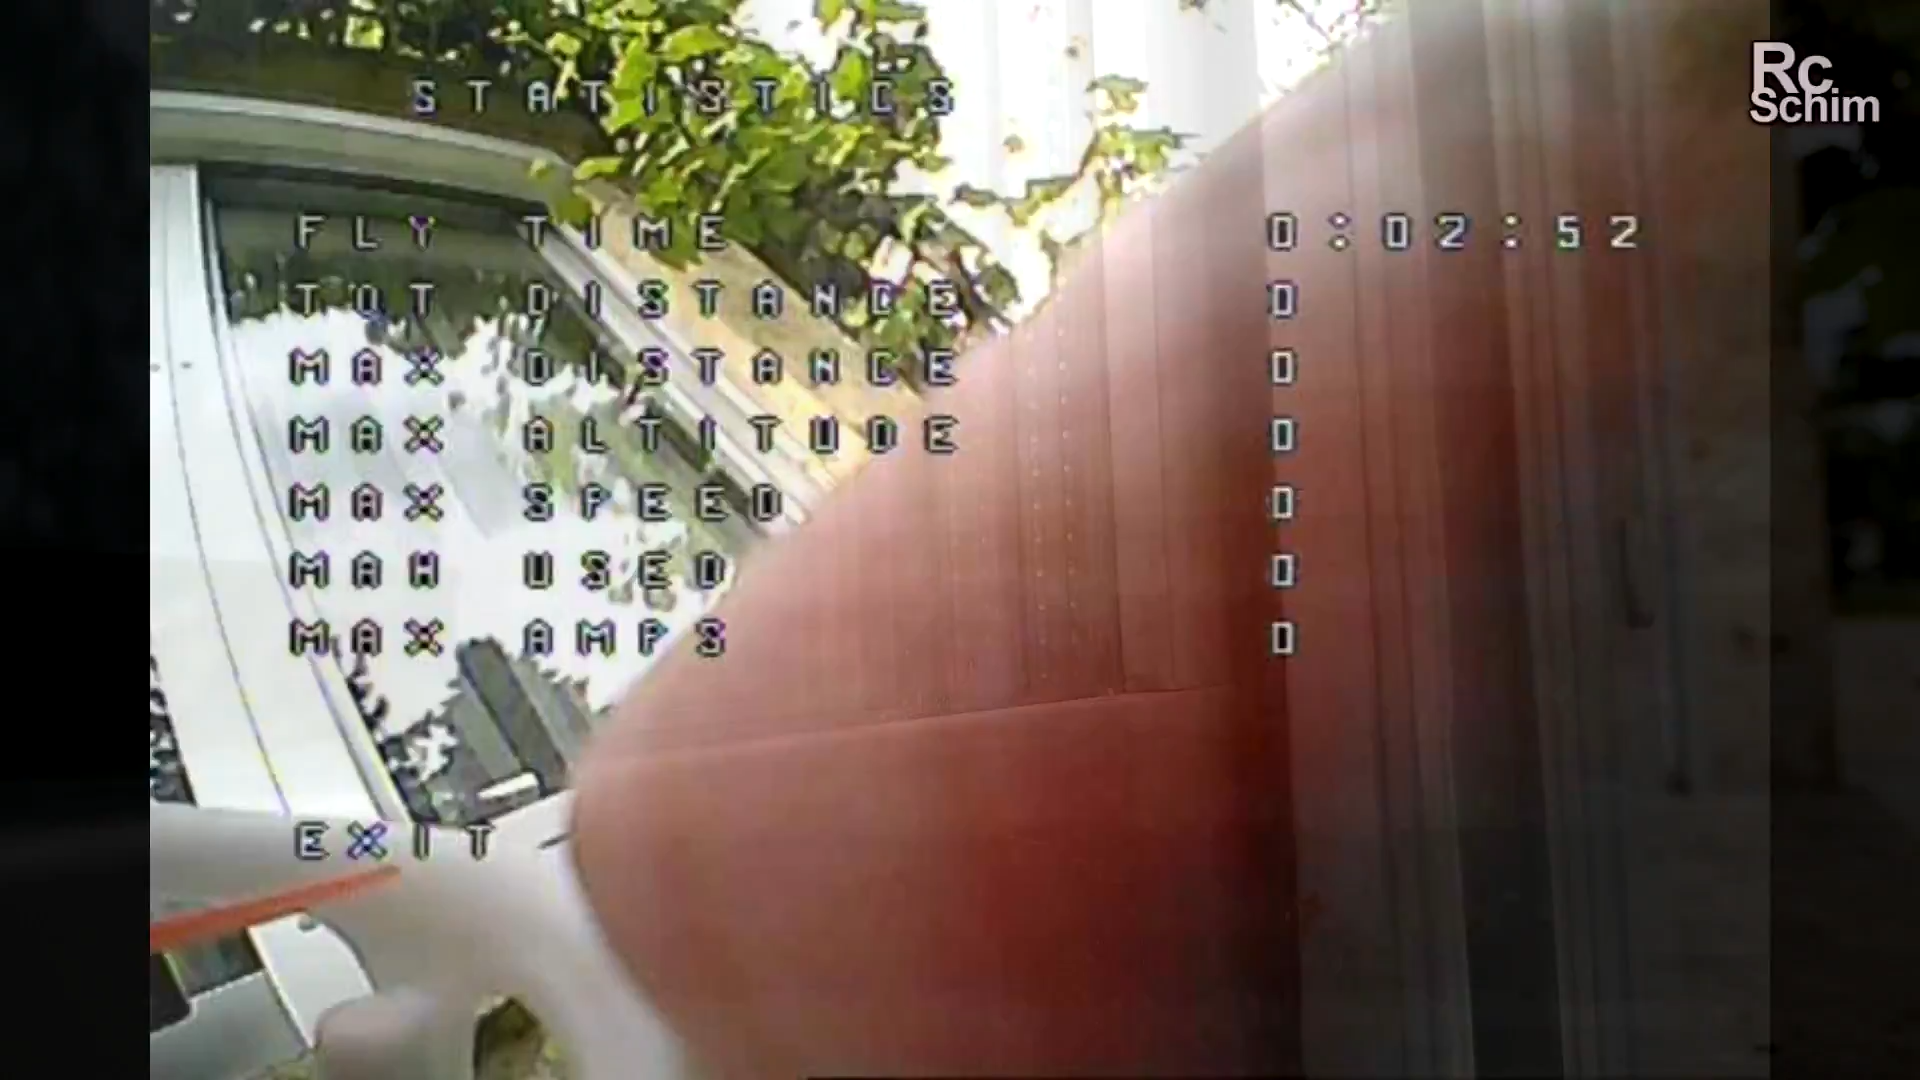 Rc
Schim
STATISTICS
FLY TIME 0:02:52
TOT DISTANCE 0
MAX DISTANCE 0
MAX ALTITUDE 0
MAX SPEED 0
MAH USED 0
MAX AMPS 0
EXIT